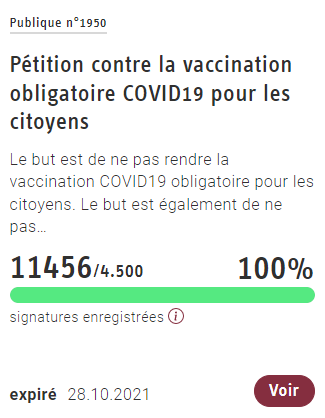 Publique n°1950
Pétition contre la vaccination
obligatoire COVID19 pour les
citoyens
Le but est de ne pas rendre la
vaccination COVID19 obligatoire pour les
citoyens. Le but est également de ne
pas…
11456/4.500 100%
signatures enregistrées i
expiré 28.10.2021 Voir